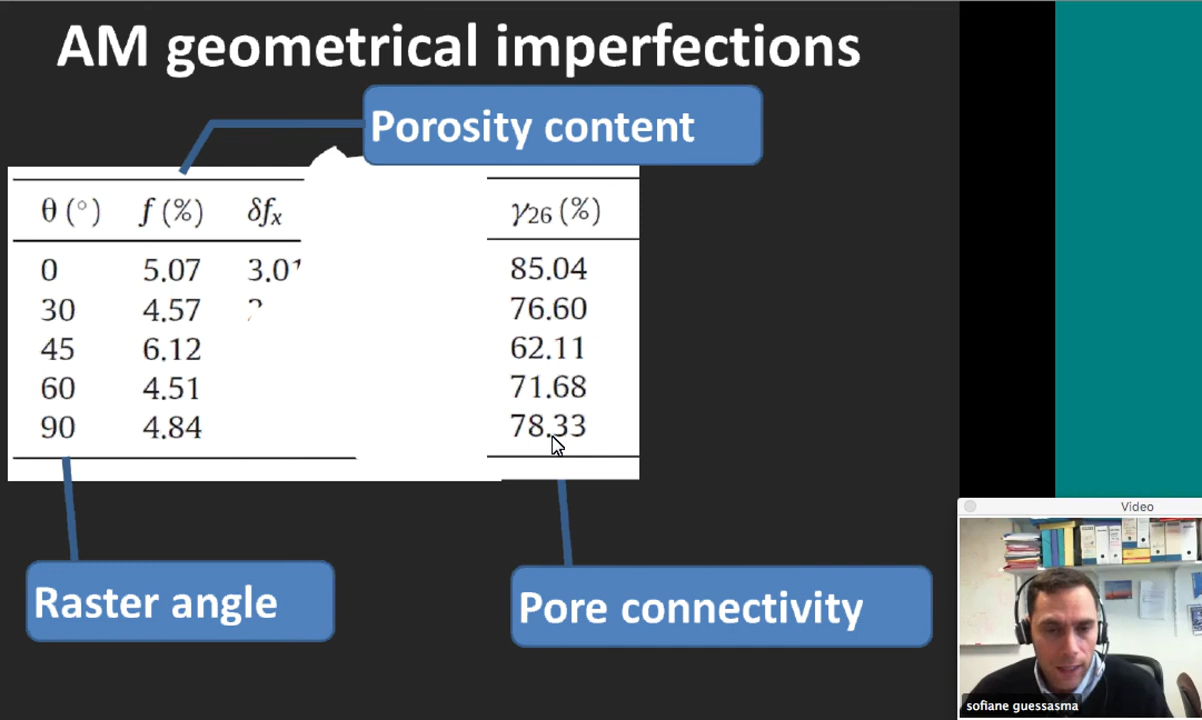 AM geometrical imperfections
Porosity content
θ (°) f (%) δfx γ26 (%)
0 5.07 3.01 85.04
30 4.57 76.60
45 6.12 62.11
60 4.51 71.68
90 4.84 78.33
Raster angle
Pore connectivity
Video
sofiane guessasma